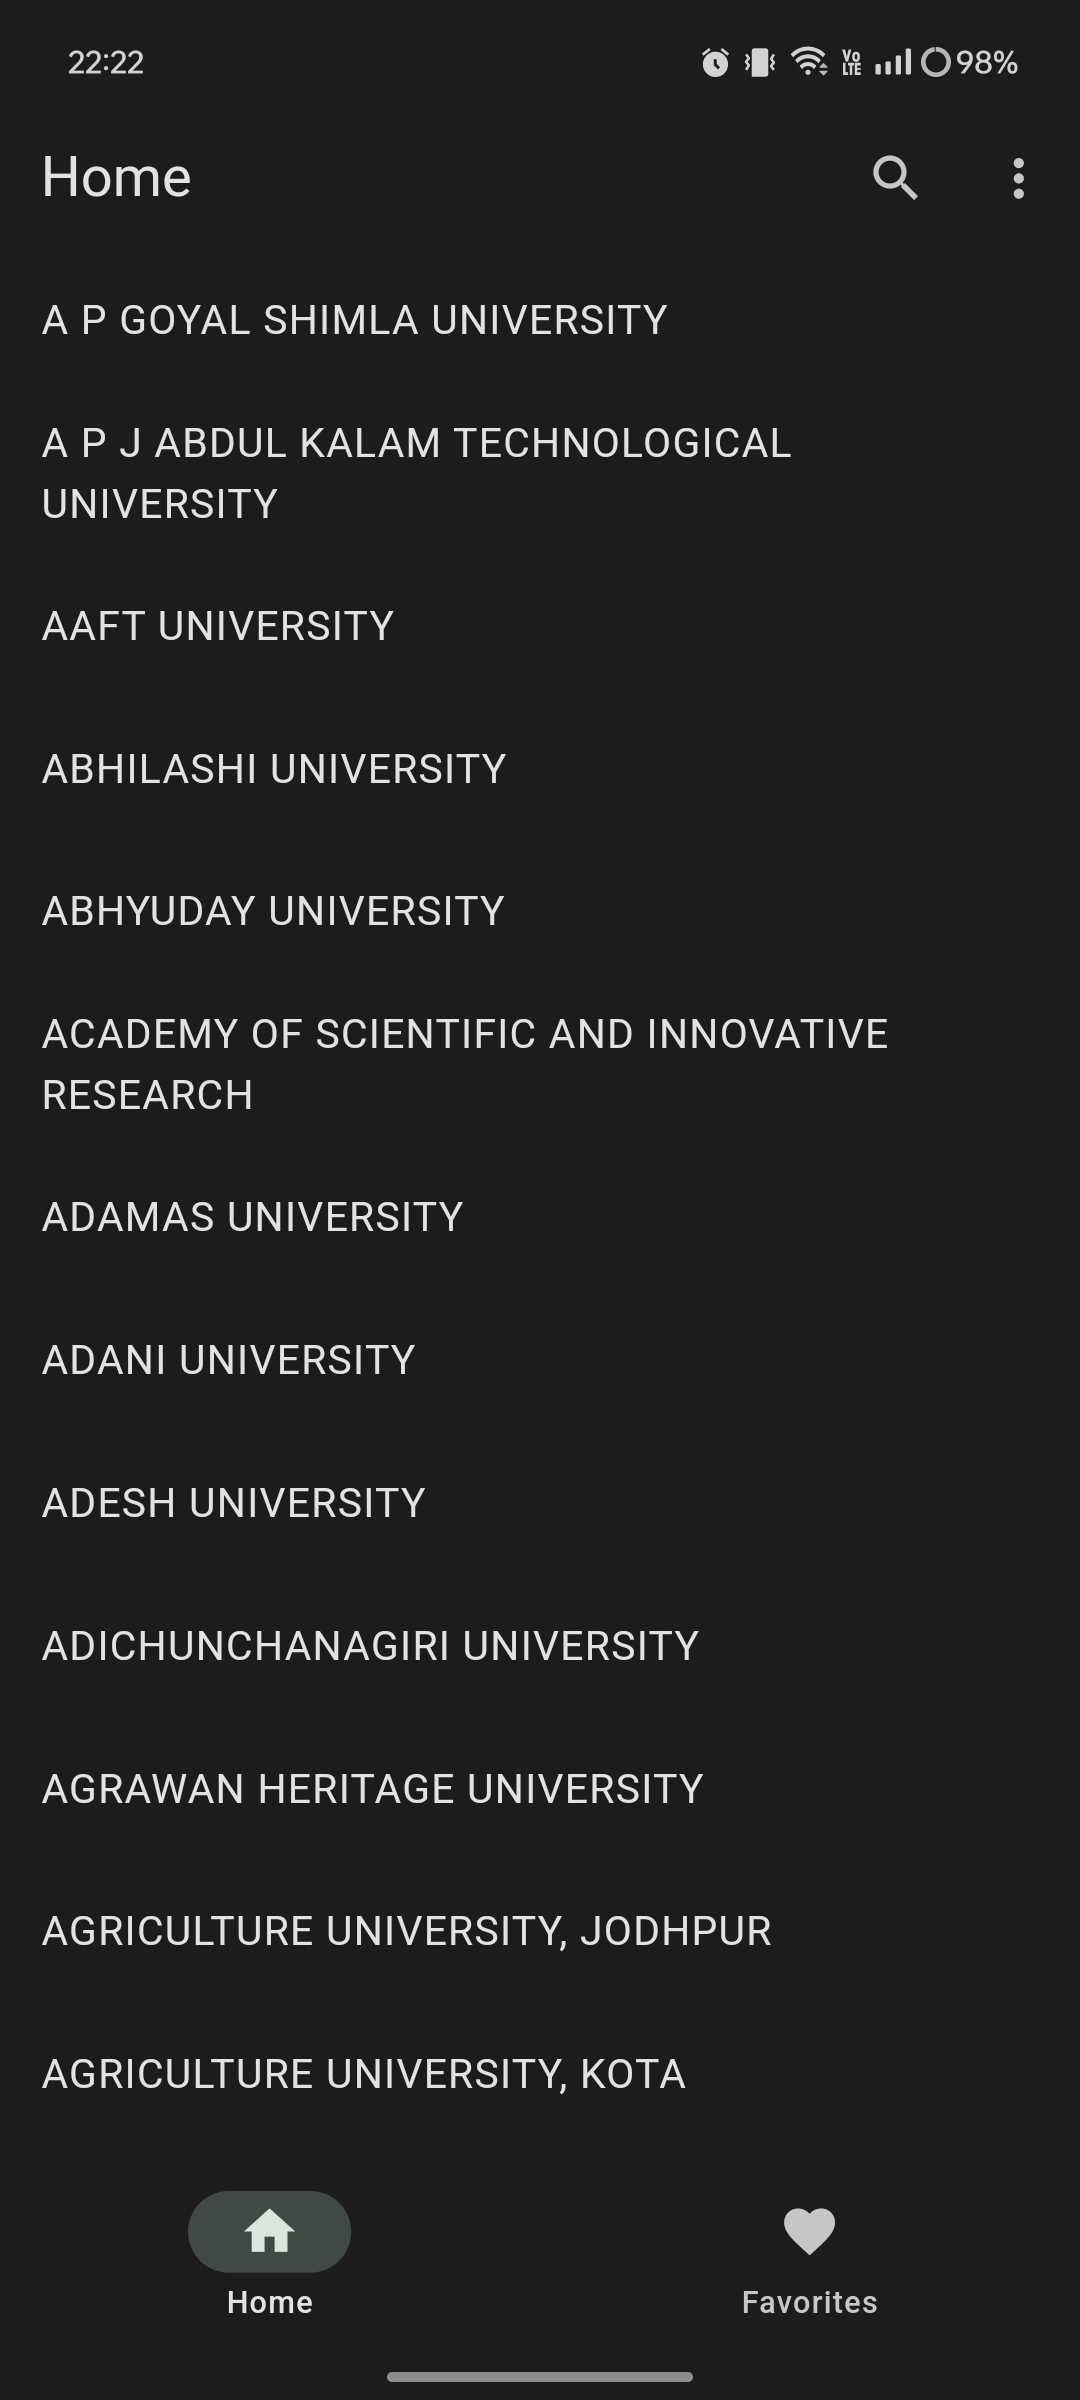 22:22
Vo
LTE
98%
Home
A P GOYAL SHIMLA UNIVERSITY
A P J ABDUL KALAM TECHNOLOGICAL
UNIVERSITY
AAFT UNIVERSITY
ABHILASHI UNIVERSITY
ABHYUDAY UNIVERSITY
ACADEMY OF SCIENTIFIC AND INNOVATIVE
RESEARCH
ADAMAS UNIVERSITY
ADANI UNIVERSITY
ADESH UNIVERSITY
ADICHUNCHANAGIRI UNIVERSITY
AGRAWAN HERITAGE UNIVERSITY
AGRICULTURE UNIVERSITY, JODHPUR
AGRICULTURE UNIVERSITY, KOTA
Home
Favorites